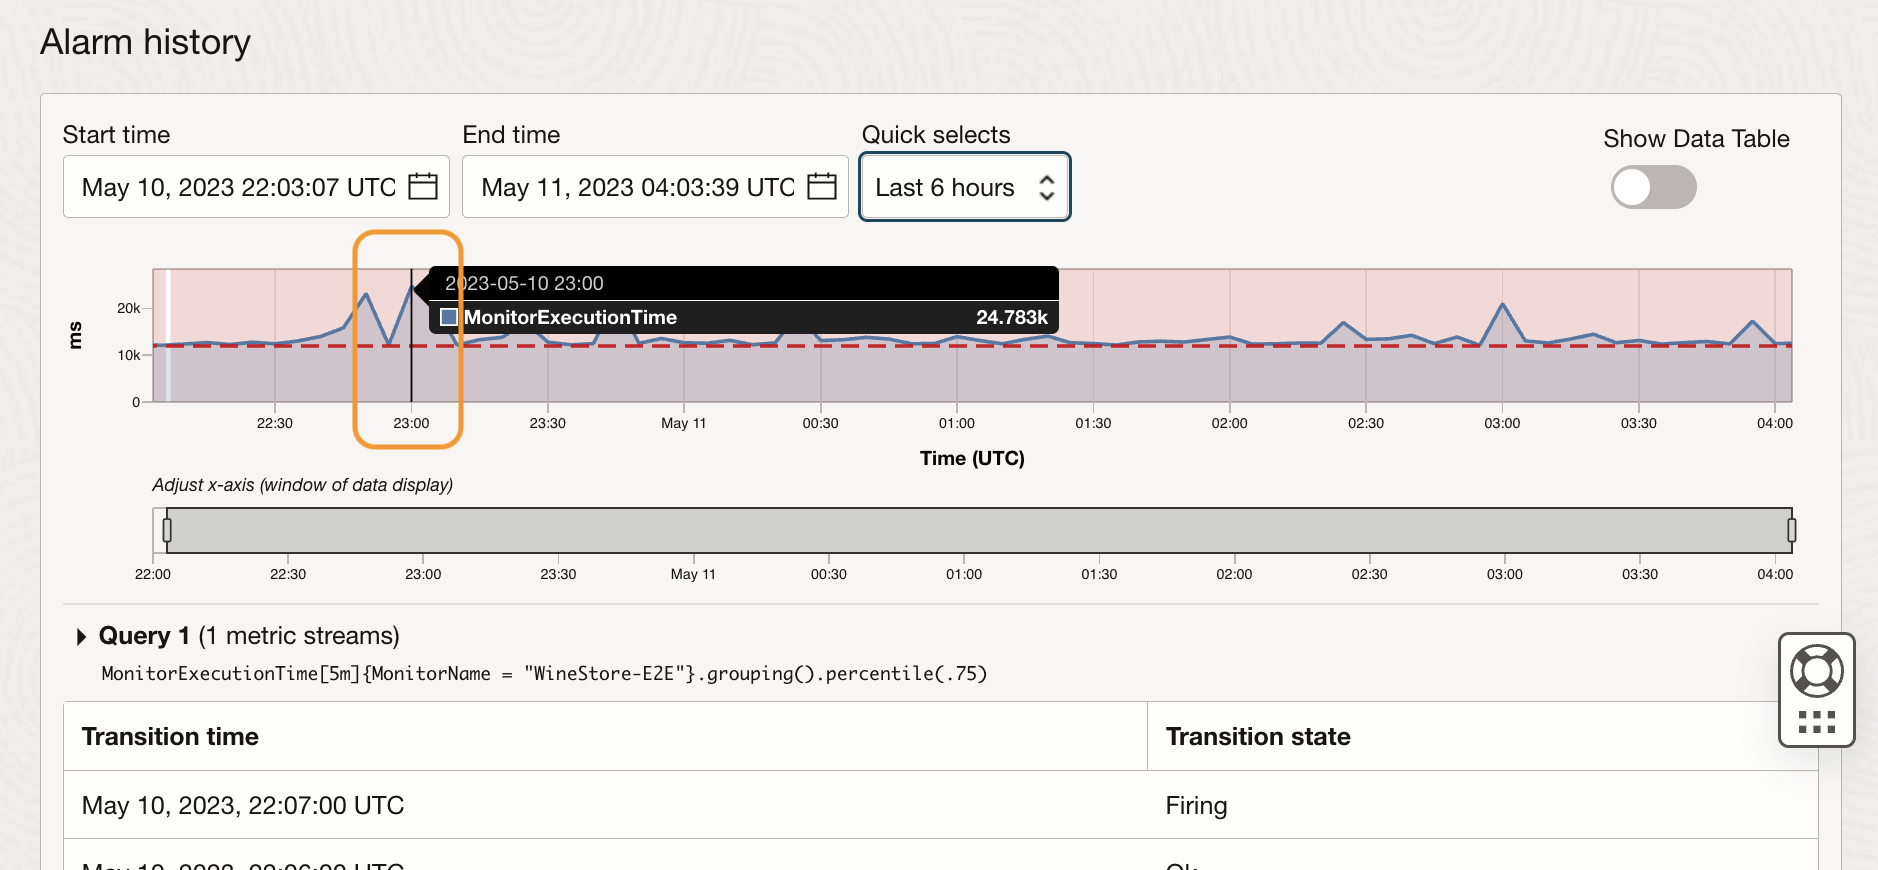 Alarm history
Start time End time Quick selects Show Data Table
May 10, 2023 22:03:07 UTC May 11, 2023 04:03:39 UTC Last 6 hours
2023-05-10 23:00
MonitorExecutionTime 24.783k
ms
20k
10k
0
22:30 23:00 23:30 May 11 00:30 01:00 01:30 02:00 02:30 03:00 03:30 04:00
Time (UTC)
Adjust x-axis (window of data display)
22:00 22:30 23:00 23:30 May 11 00:30 01:00 01:30 02:00 02:30 03:00 03:30 04:00
Query 1 (1 metric streams)
MonitorExecutionTime[5m]{MonitorName = "WineStore-E2E"}.grouping().percentile(.75)
Transition time Transition state
May 10, 2023, 22:07:00 UTC Firing